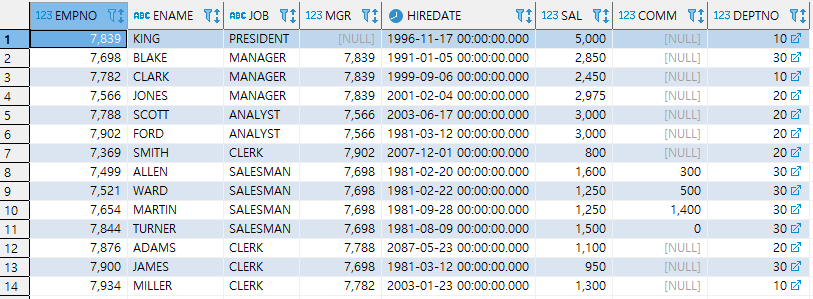 123 EMPNO ABC ENAME ABC JOB 123 MGR HIREDATE 123 SAL 123 COMM 123 DEPTNO
1 7,839 KING PRESIDENT [NULL] 1996-11-17 00:00:00.000 5,000 [NULL] 10
2 7,698 BLAKE MANAGER 7,839 1991-01-05 00:00:00.000 2,850 [NULL] 30
3 7,782 CLARK MANAGER 7,839 1999-09-06 00:00:00.000 2,450 [NULL] 10
4 7,566 JONES MANAGER 7,839 2001-02-04 00:00:00.000 2,975 [NULL] 20
5 7,788 SCOTT ANALYST 7,566 2003-06-17 00:00:00.000 3,000 [NULL] 20
6 7,902 FORD ANALYST 7,566 1981-03-12 00:00:00.000 3,000 [NULL] 20
7 7,369 SMITH CLERK 7,902 2007-12-01 00:00:00.000 800 [NULL] 20
8 7,499 ALLEN SALESMAN 7,698 1981-02-20 00:00:00.000 1,600 300 30
9 7,521 WARD SALESMAN 7,698 1981-02-22 00:00:00.000 1,250 500 30
10 7,654 MARTIN SALESMAN 7,698 1981-09-28 00:00:00.000 1,250 1,400 30
11 7,844 TURNER SALESMAN 7,698 1981-08-09 00:00:00.000 1,500 0 30
12 7,876 ADAMS CLERK 7,788 2087-05-23 00:00:00.000 1,100 [NULL] 20
13 7,900 JAMES CLERK 7,698 1981-03-12 00:00:00.000 950 [NULL] 30
14 7,934 MILLER CLERK 7,782 2003-01-23 00:00:00.000 1,300 [NULL] 10